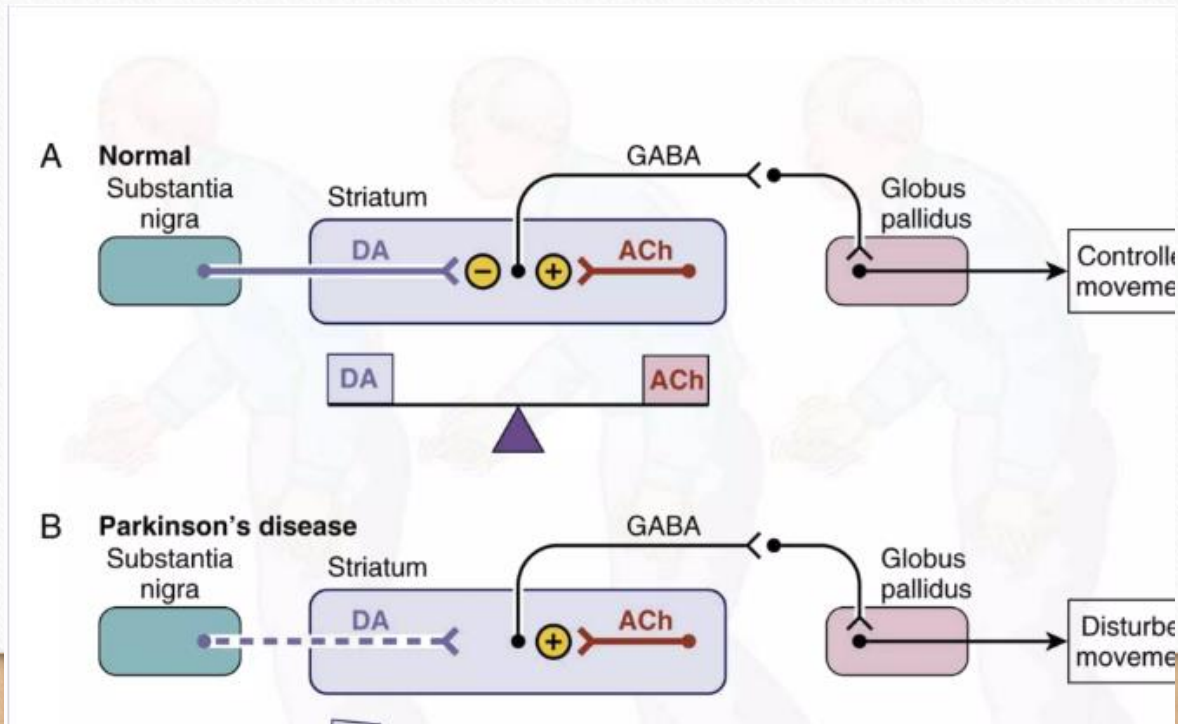 A Normal
Substantia
nigra
Striatum
GABA
Globus
pallidus
DA
−
+
ACh
Controlle
moveme
DA
ACh
B Parkinson's disease
Substantia
nigra
Striatum
GABA
Globus
pallidus
DA
+
ACh
Disturbe
moveme